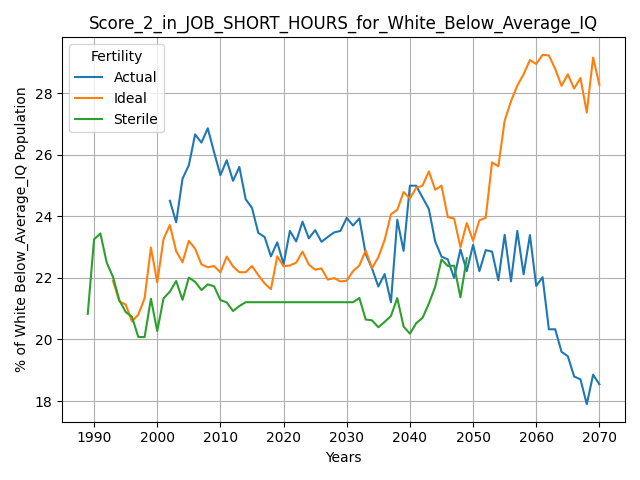 Score_2_in_JOB_SHORT_HOURS_for_White_Below_Average_IQ
Fertility
Actual
Ideal
Sterile
% of White Below_Average_IQ Population
28
26
24
22
20
18
1990 2000 2010 2020 2030 2040 2050 2060 2070
Years